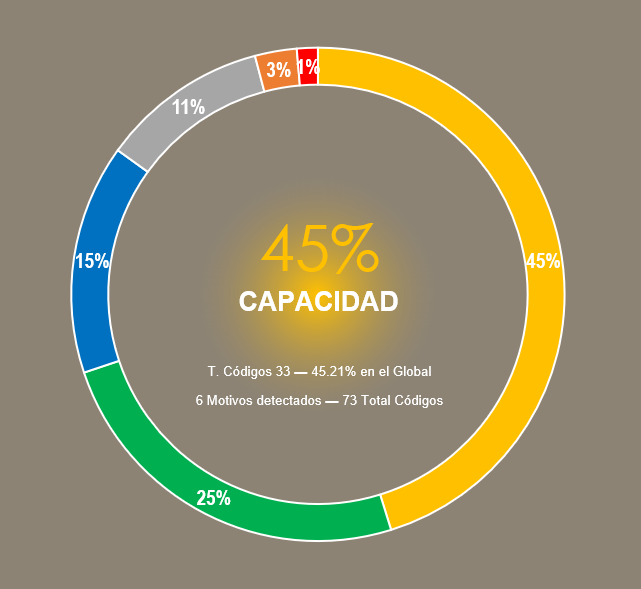 3%
1%
11%
45%
15%
45%
CAPACIDAD
T. Códigos 33 — 45.21% en el Global
6 Motivos detectados — 73 Total Códigos
25%